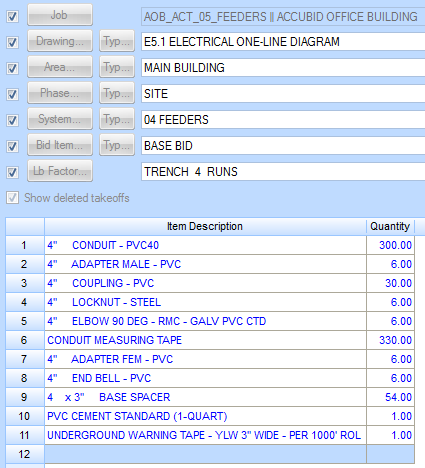 Job AOB_ACT_05_FEEDERS || ACCUBID OFFICE BUILDING
Drawing... Typ... E5.1 ELECTRICAL ONE-LINE DIAGRAM
Area... Typ... MAIN BUILDING
Phase... Typ... SITE
System... Typ... 04 FEEDERS
Bid Item... Typ... BASE BID
Lb Factor... TRENCH 4 RUNS
Show deleted takeoffs
Item Description Quantity
1 4" CONDUIT - PVC40 300.00
2 4" ADAPTER MALE - PVC 6.00
3 4" COUPLING - PVC 30.00
4 4" LOCKNUT - STEEL 6.00
5 4" ELBOW 90 DEG - RMC - GALV PVC CTD 6.00
6 CONDUIT MEASURING TAPE 330.00
7 4" ADAPTER FEM - PVC 6.00
8 4" END BELL - PVC 6.00
9 4 x 3" BASE SPACER 54.00
10 PVC CEMENT STANDARD (1-QUART) 1.00
11 UNDERGROUND WARNING TAPE - YLW 3" WIDE - PER 1000' ROL 1.00
12